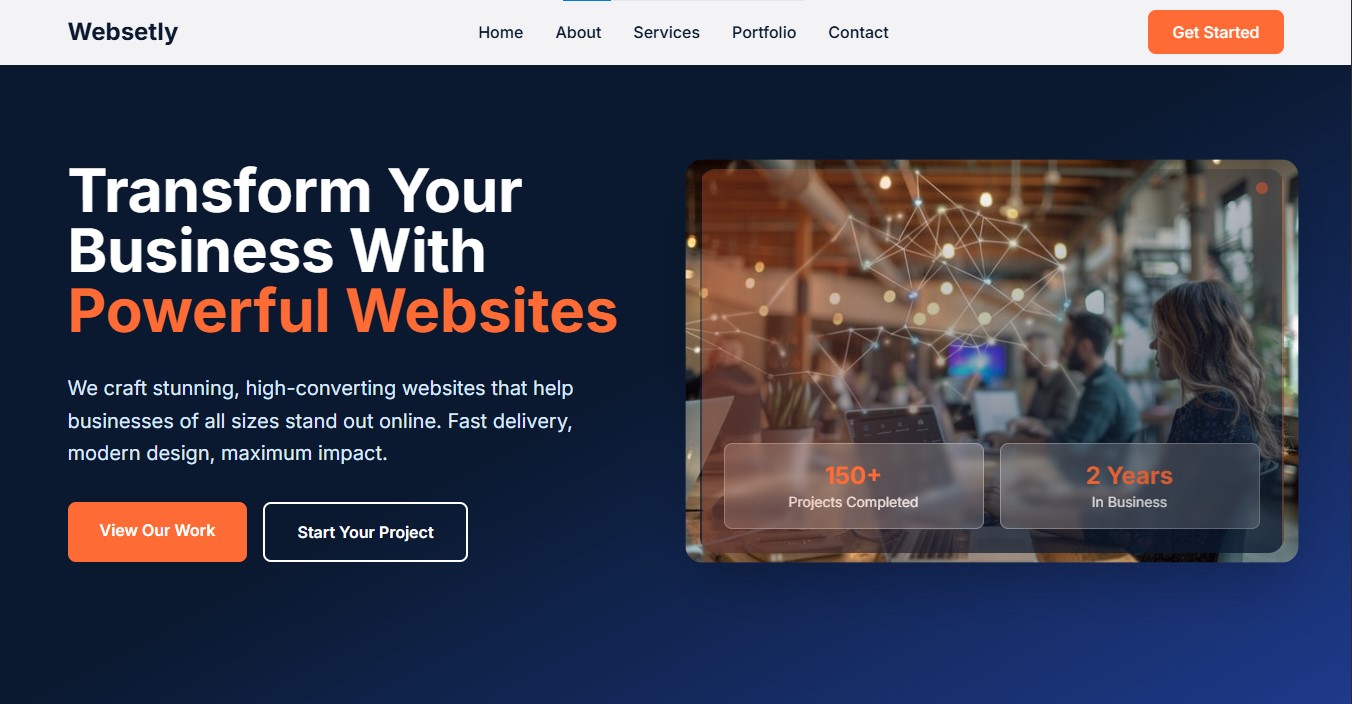 Websetly
Home About Services Portfolio Contact
Get Started
Transform Your
Business With
Powerful Websites
We craft stunning, high-converting websites that help
businesses of all sizes stand out online. Fast delivery,
modern design, maximum impact.
View Our Work
Start Your Project
150+
Projects Completed
2 Years
In Business